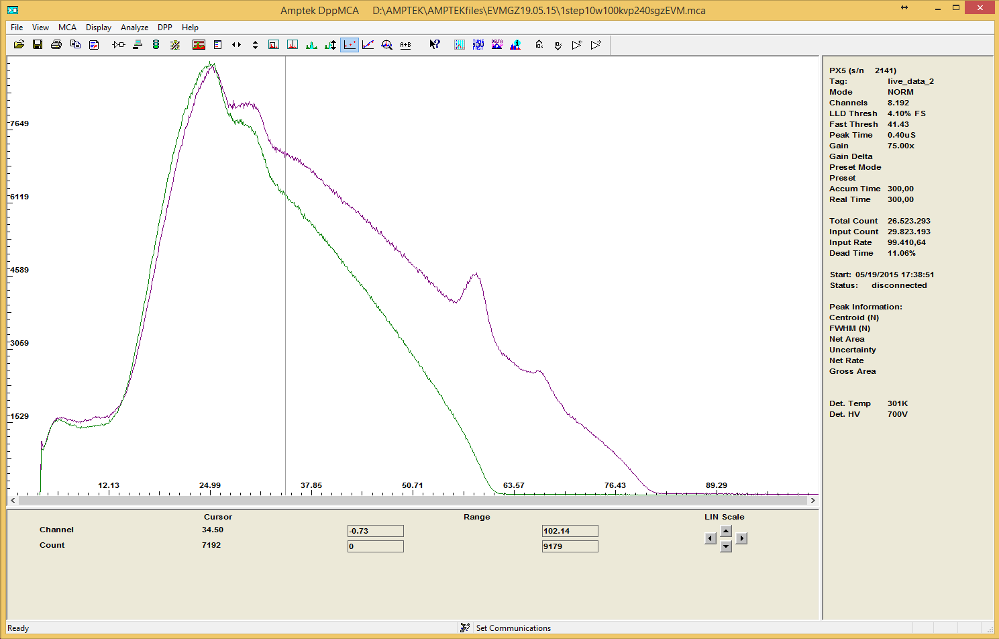 Amptek DppMCA D:\AMPTEK\AMPTEKfiles\EVMGZ19.05.15\1step10w100kvp240sgzEVM.mca
File View MCA Display Analyze DPP Help
A+B TUNE SLOW FAST DELTA 10x 10x
7649
6119
4589
3059
1529
12.13 24.99 37.85 50.71 63.57 76.43 89.29
PX5 (s/n 2141)
Tag: live_data_2
Mode NORM
Channels 8.192
LLD Thresh 4.10% FS
Fast Thresh 41.43
Peak Time 0.40uS
Gain 75.00x
Gain Delta
Preset Mode
Preset
Accum Time 300,00
Real Time 300,00
Total Count 26.523.293
Input Count 29.823.193
Input Rate 99.410,64
Dead Time 11.06%
Start: 05/19/2015 17:38:51
Status: disconnected
Peak Information:
Centroid (N)
FWHM (N)
Net Area
Uncertainty
Net Rate
Gross Area
Det. Temp 301K
Det. HV 700V
Cursor Range LIN Scale
Channel 34.50 -0.73 102.14
Count 7192 0 9179
Ready Set Communications